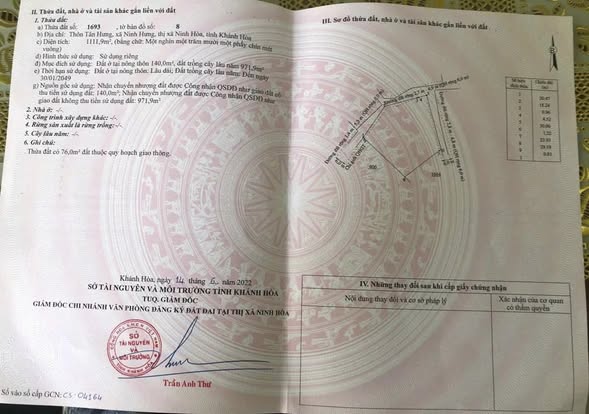 II. Thửa đất, nhà ở và tài sản khác gắn liền với đất
1. Thửa đất:
a) Thửa đất số: 1693 , tờ bản đồ số: 8
b) Địa chỉ: Thôn Tân Hưng, xã Ninh Hưng, thị xã Ninh Hòa, tỉnh Khánh Hòa
c) Diện tích: 1111,9m², (bằng chữ: Một nghìn một trăm mười một phẩy chín mét
vuông)
d) Hình thức sử dụng: Sử dụng riêng
đ) Mục đích sử dụng: Đất ở tại nông thôn 140,0m²; đất trồng cây lâu năm 971,9m²
e) Thời hạn sử dụng: Đất ở tại nông thôn: Lâu dài; Đất trồng cây lâu năm: Đến ngày
30/01/2049
g) Nguồn gốc sử dụng: Nhận chuyển nhượng đất được Công nhận QSDĐ như giao đất có
thu tiền sử dụng đất: 140,0m²; Nhận chuyển nhượng đất được Công nhận QSDĐ như
giao đất không thu tiền sử dụng đất: 971,9m²
2. Nhà ở: -/-
3. Công trình xây dựng khác: -/-
4. Rừng sản xuất là rừng trồng:-/-.
5. Cây lâu năm: -/-
6. Ghi chú:
Thửa đất có 76,0m² đất thuộc quy hoạch giao thông.
Khánh Hòa, ngày 14 tháng 6 năm 2022
SỞ TÀI NGUYÊN VÀ MÔI TRƯỜNG TỈNH KHÁNH HÒA
TUQ. GIÁM ĐỐC
GIÁM ĐỐC CHI NHÁNH VĂN PHÒNG ĐĂNG KÝ ĐẤT ĐAI TẠI THỊ XÃ NINH HÒA
SỞ
TÀI NGUYÊN
VÀ
MÔI TRƯỜNG
Trần Anh Thư
Số vào sổ cấp GCN: CS 04164
III. Sơ đồ thửa đất, nhà ở và tài sản khác gắn liền với đất
IV. Những thay đổi sau khi cấp giấy chứng nhận
Nội dung thay đổi và cơ sở pháp lý
Xác nhận của cơ quan
có thẩm quyền